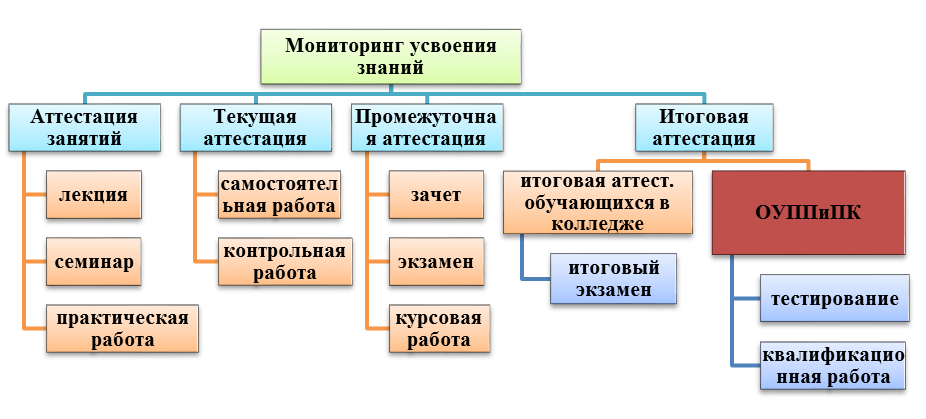 Мониторинг усвоения
знаний
Аттестация
занятий
лекция
семинар
практическая
работа
Текущая
аттестация
самостоятел
ьная работа
контрольная
работа
Промежуточна
я аттестация
зачет
экзамен
курсовая
работа
Итоговая
аттестация
итоговая аттест.
обучающихся в
колледже
итоговый
экзамен
ОУППиПК
тестирование
квалификацио
нная работа